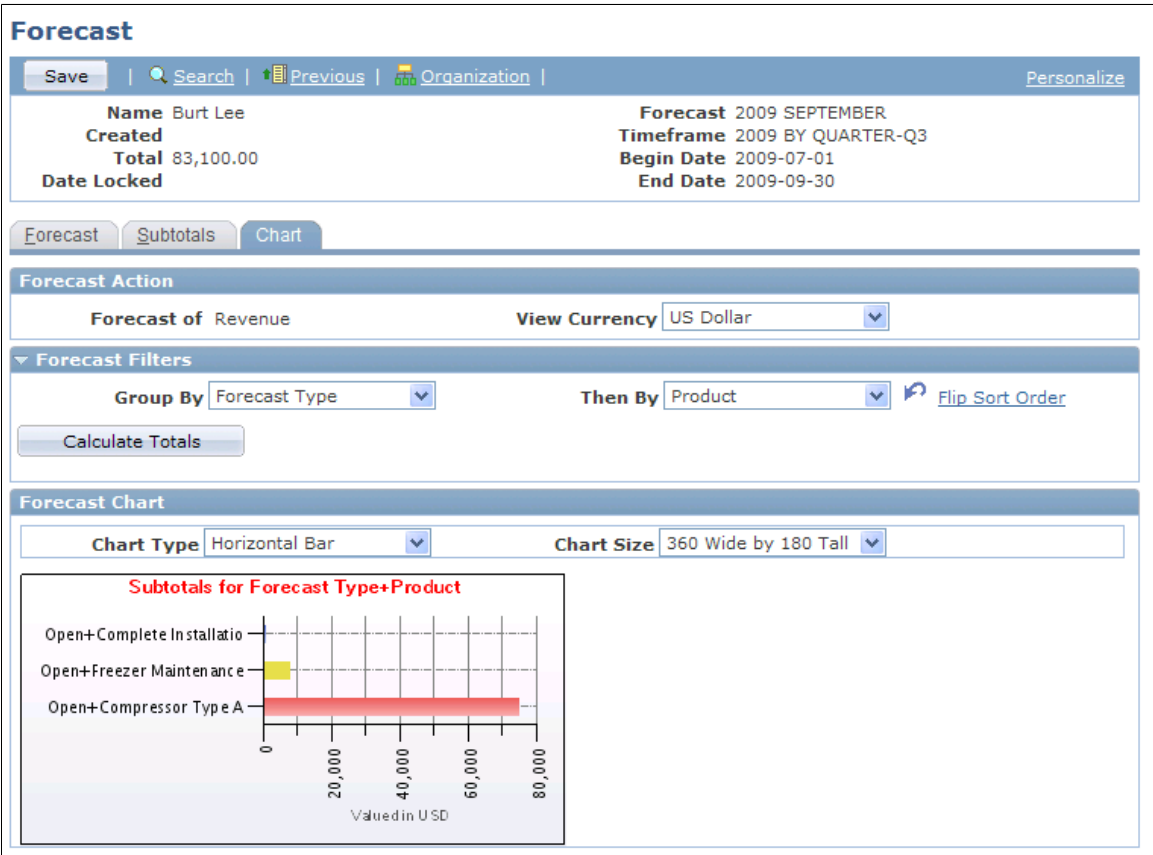 Forecast
Save | Search | Previous | Organization | Personalize
Name Burt Lee Forecast 2009 SEPTEMBER
Created Timeframe 2009 BY QUARTER-Q3
Total 83,100.00 Begin Date 2009-07-01
Date Locked End Date 2009-09-30
Forecast Subtotals Chart
Forecast Action
Forecast of Revenue View Currency US Dollar
Forecast Filters
Group By Forecast Type Then By Product Flip Sort Order
Calculate Totals
Forecast Chart
Chart Type Horizontal Bar Chart Size 360 Wide by 180 Tall
Subtotals for Forecast Type+Product
Open+Complete Installatio
Open+Freezer Maintenance
Open+Compressor Type A
0 20,000 40,000 60,000 80,000
Valued in USD